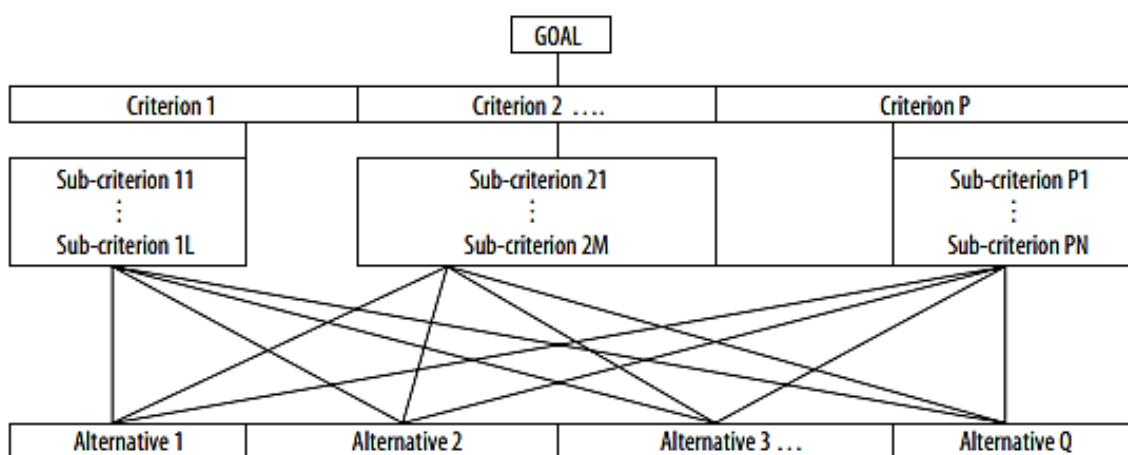 GOAL
Criterion 1 Criterion 2 .... Criterion P
Sub-criterion 11 Sub-criterion 21 Sub-criterion P1
⋮ ⋮ ⋮
Sub-criterion 1L Sub-criterion 2M Sub-criterion PN
Alternative 1 Alternative 2 Alternative 3 ... Alternative Q